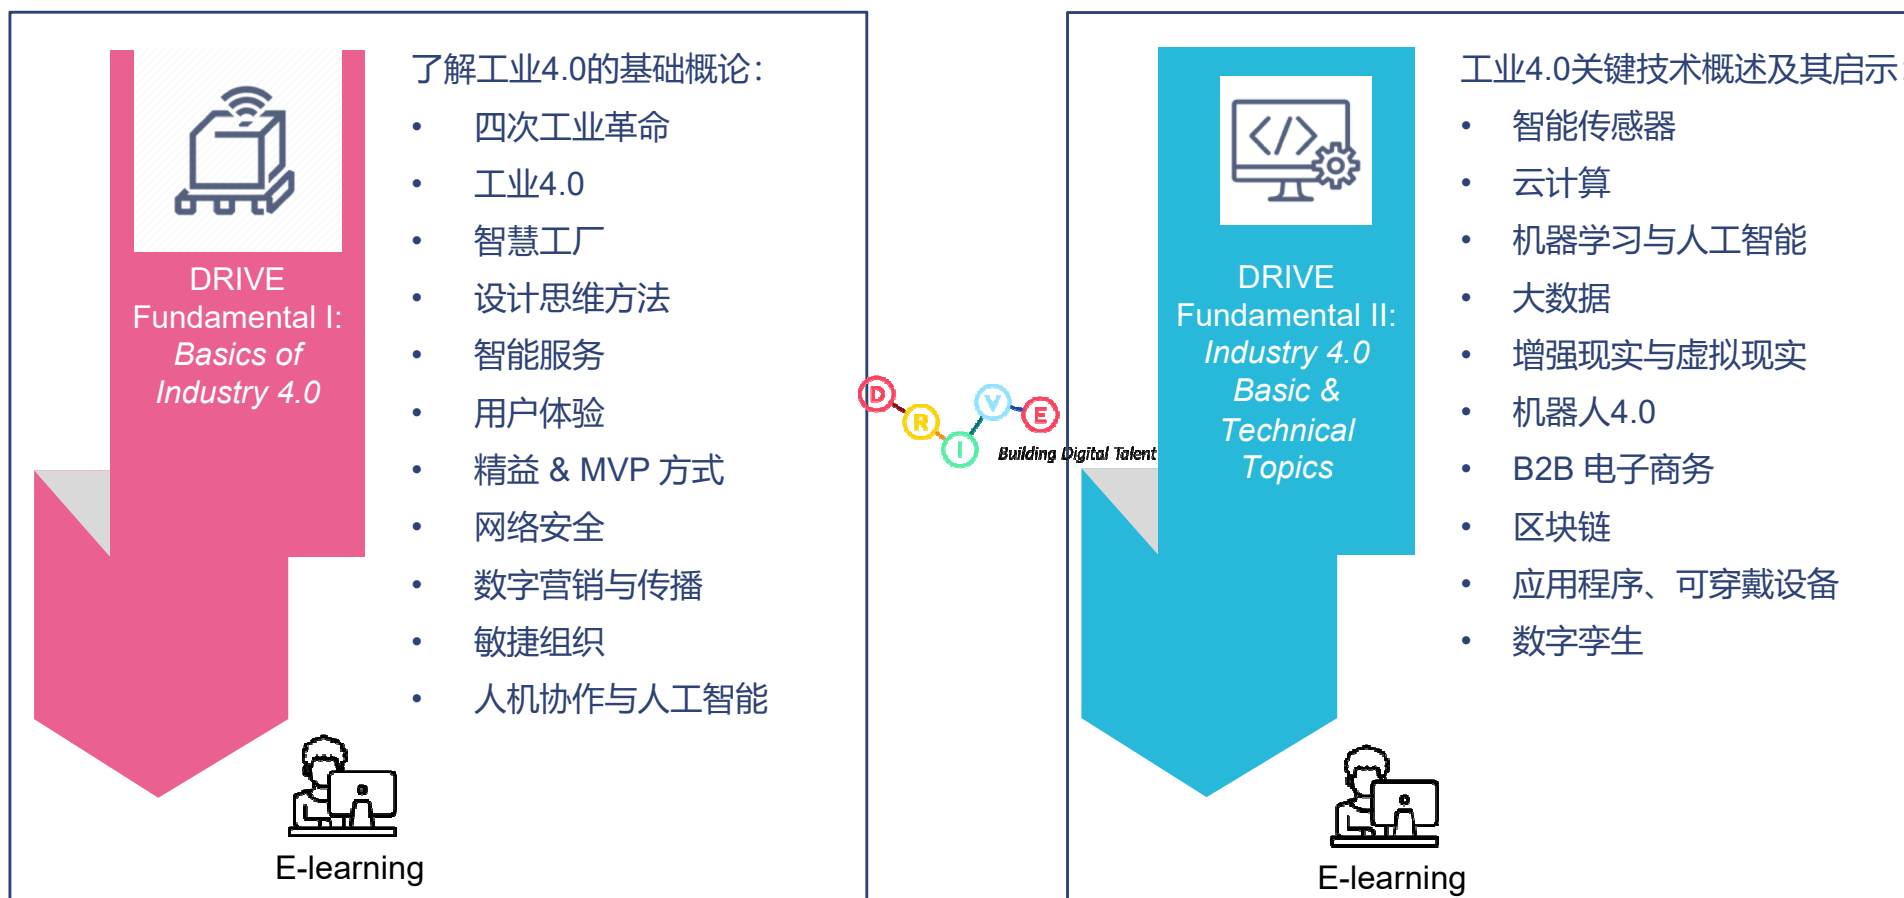 DRIVE
Fundamental I:
Basics of
Industry 4.0
了解工业4.0的基础概论：
• 四次工业革命
• 工业4.0
• 智慧工厂
• 设计思维方法
• 智能服务
• 用户体验
• 精益 & MVP 方式
• 网络安全
• 数字营销与传播
• 敏捷组织
• 人机协作与人工智能
E-learning
DRIVE
Building Digital Talent
</>
DRIVE
Fundamental II:
Industry 4.0
Basic &
Technical
Topics
工业4.0关键技术概述及其启示：
• 智能传感器
• 云计算
• 机器学习与人工智能
• 大数据
• 增强现实与虚拟现实
• 机器人4.0
• B2B 电子商务
• 区块链
• 应用程序、可穿戴设备
• 数字孪生
E-learning